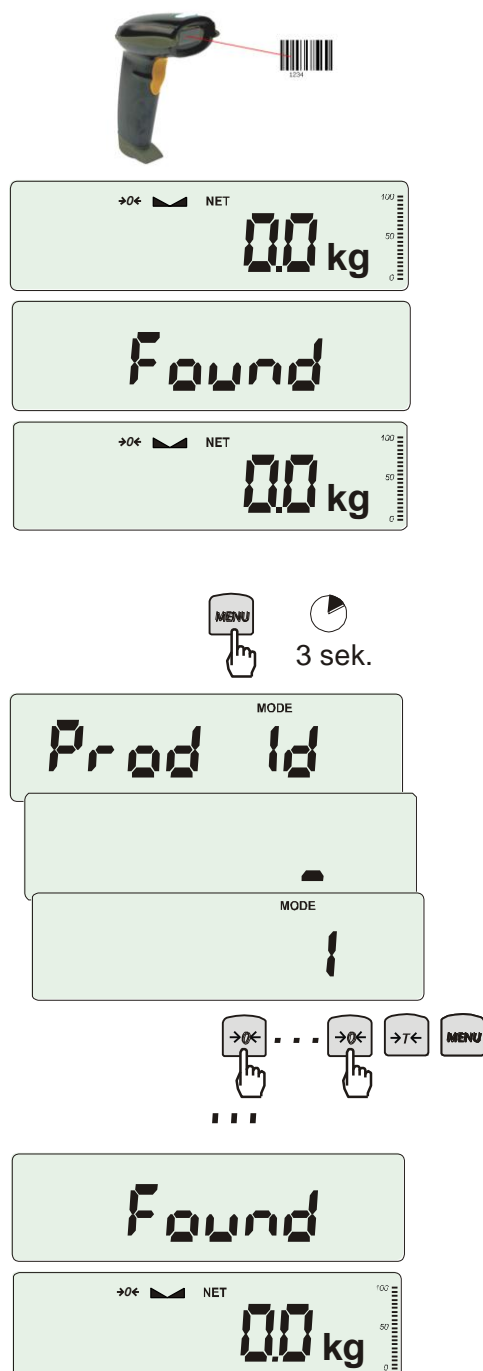 1234
→0← NET 100
0.0 kg 50
0
Found
→0← NET 100
0.0 kg 50
0
MENU
3 sek.
MODE
Prod Id
-
MODE
1
→0← . . . →0← →T← MENU
...
Found
→0← NET 100
0.0 kg 50
0